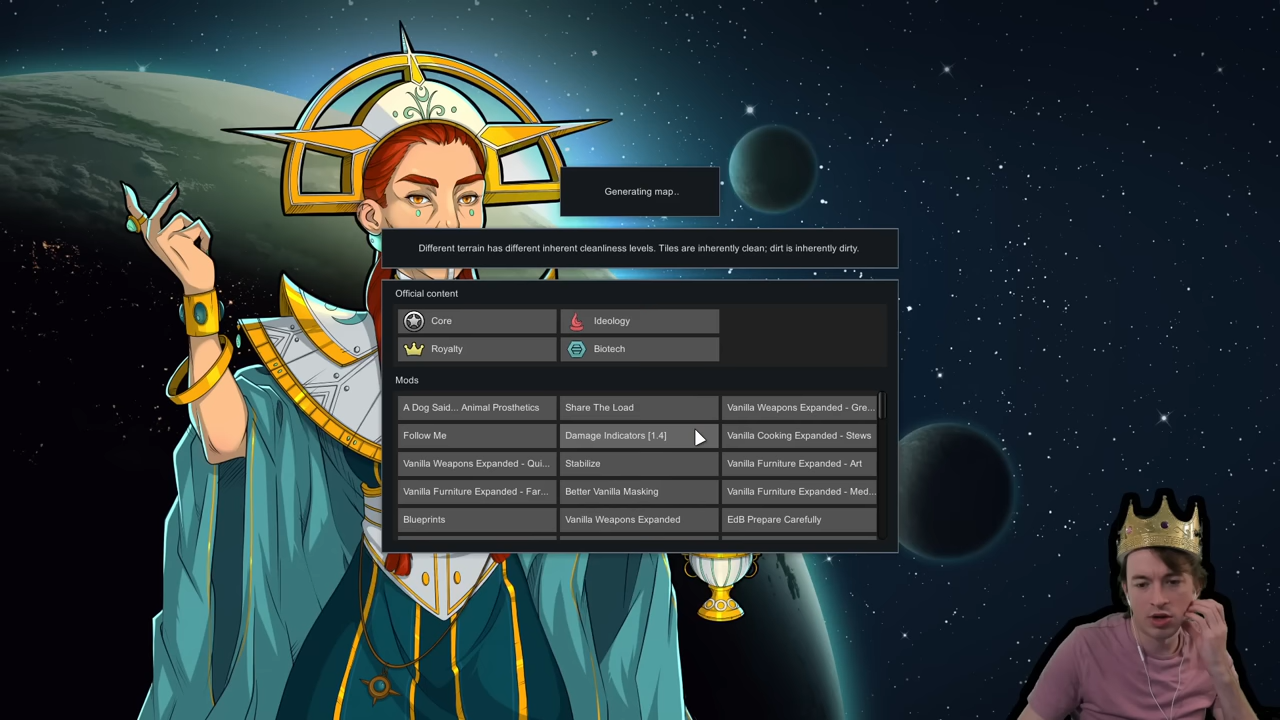 Generating map..
Different terrain has different inherent cleanliness levels. Tiles are inherently clean; dirt is inherently dirty.
Official content
Core
Ideology
Royalty
Biotech
Mods
A Dog Said... Animal Prosthetics
Share The Load
Vanilla Weapons Expanded - Gre...
Follow Me
Damage Indicators [1.4]
Vanilla Cooking Expanded - Stews
Vanilla Weapons Expanded - Qui...
Stabilize
Vanilla Furniture Expanded - Art
Vanilla Furniture Expanded - Far...
Better Vanilla Masking
Vanilla Furniture Expanded - Med...
Blueprints
Vanilla Weapons Expanded
EdB Prepare Carefully